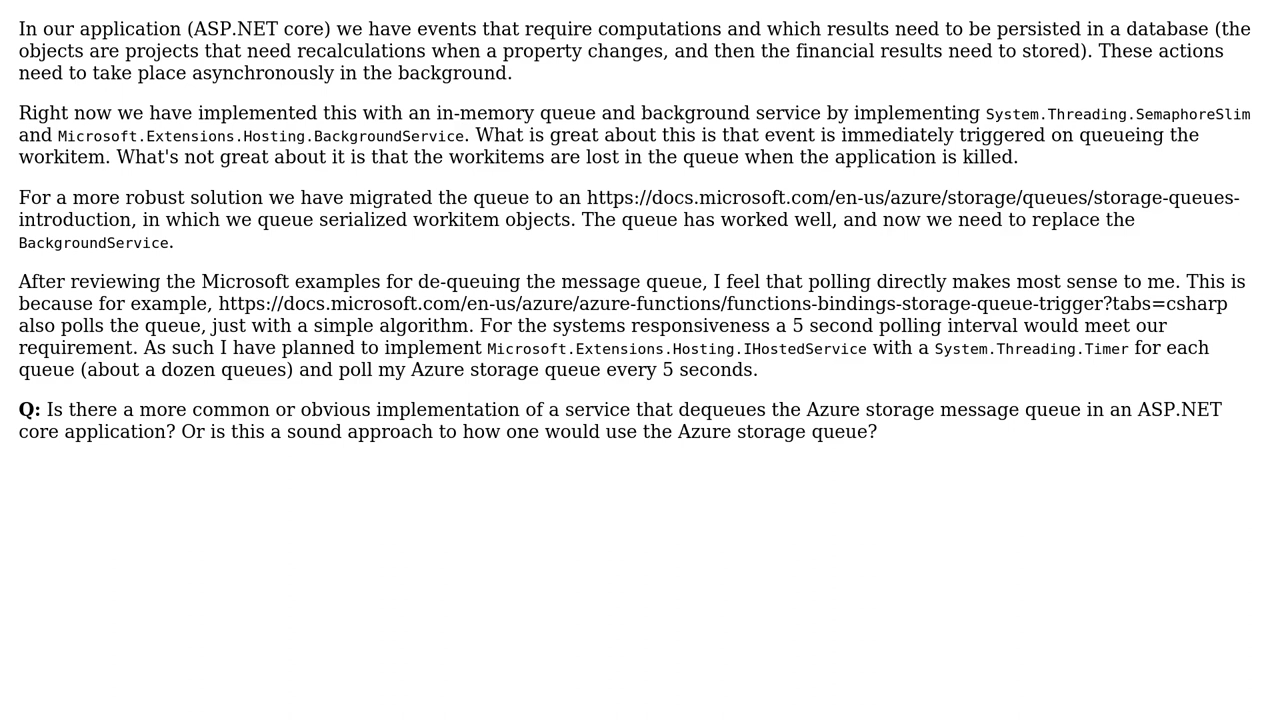 In our application (ASP.NET core) we have events that require computations and which results need to be persisted in a database (the
objects are projects that need recalculations when a property changes, and then the financial results need to stored). These actions
need to take place asynchronously in the background.
Right now we have implemented this with an in-memory queue and background service by implementing System.Threading.SemaphoreSlim
and Microsoft.Extensions.Hosting.BackgroundService. What is great about this is that event is immediately triggered on queueing the
workitem. What's not great about it is that the workitems are lost in the queue when the application is killed.
For a more robust solution we have migrated the queue to an https://docs.microsoft.com/en-us/azure/storage/queues/storage-queues-
introduction, in which we queue serialized workitem objects. The queue has worked well, and now we need to replace the
BackgroundService.
After reviewing the Microsoft examples for de-queuing the message queue, I feel that polling directly makes most sense to me. This is
because for example, https://docs.microsoft.com/en-us/azure/azure-functions/functions-bindings-storage-queue-trigger?tabs=csharp
also polls the queue, just with a simple algorithm. For the systems responsiveness a 5 second polling interval would meet our
requirement. As such I have planned to implement Microsoft.Extensions.Hosting.IHostedService with a System.Threading.Timer for each
queue (about a dozen queues) and poll my Azure storage queue every 5 seconds.
Q: Is there a more common or obvious implementation of a service that dequeues the Azure storage message queue in an ASP.NET
core application? Or is this a sound approach to how one would use the Azure storage queue?